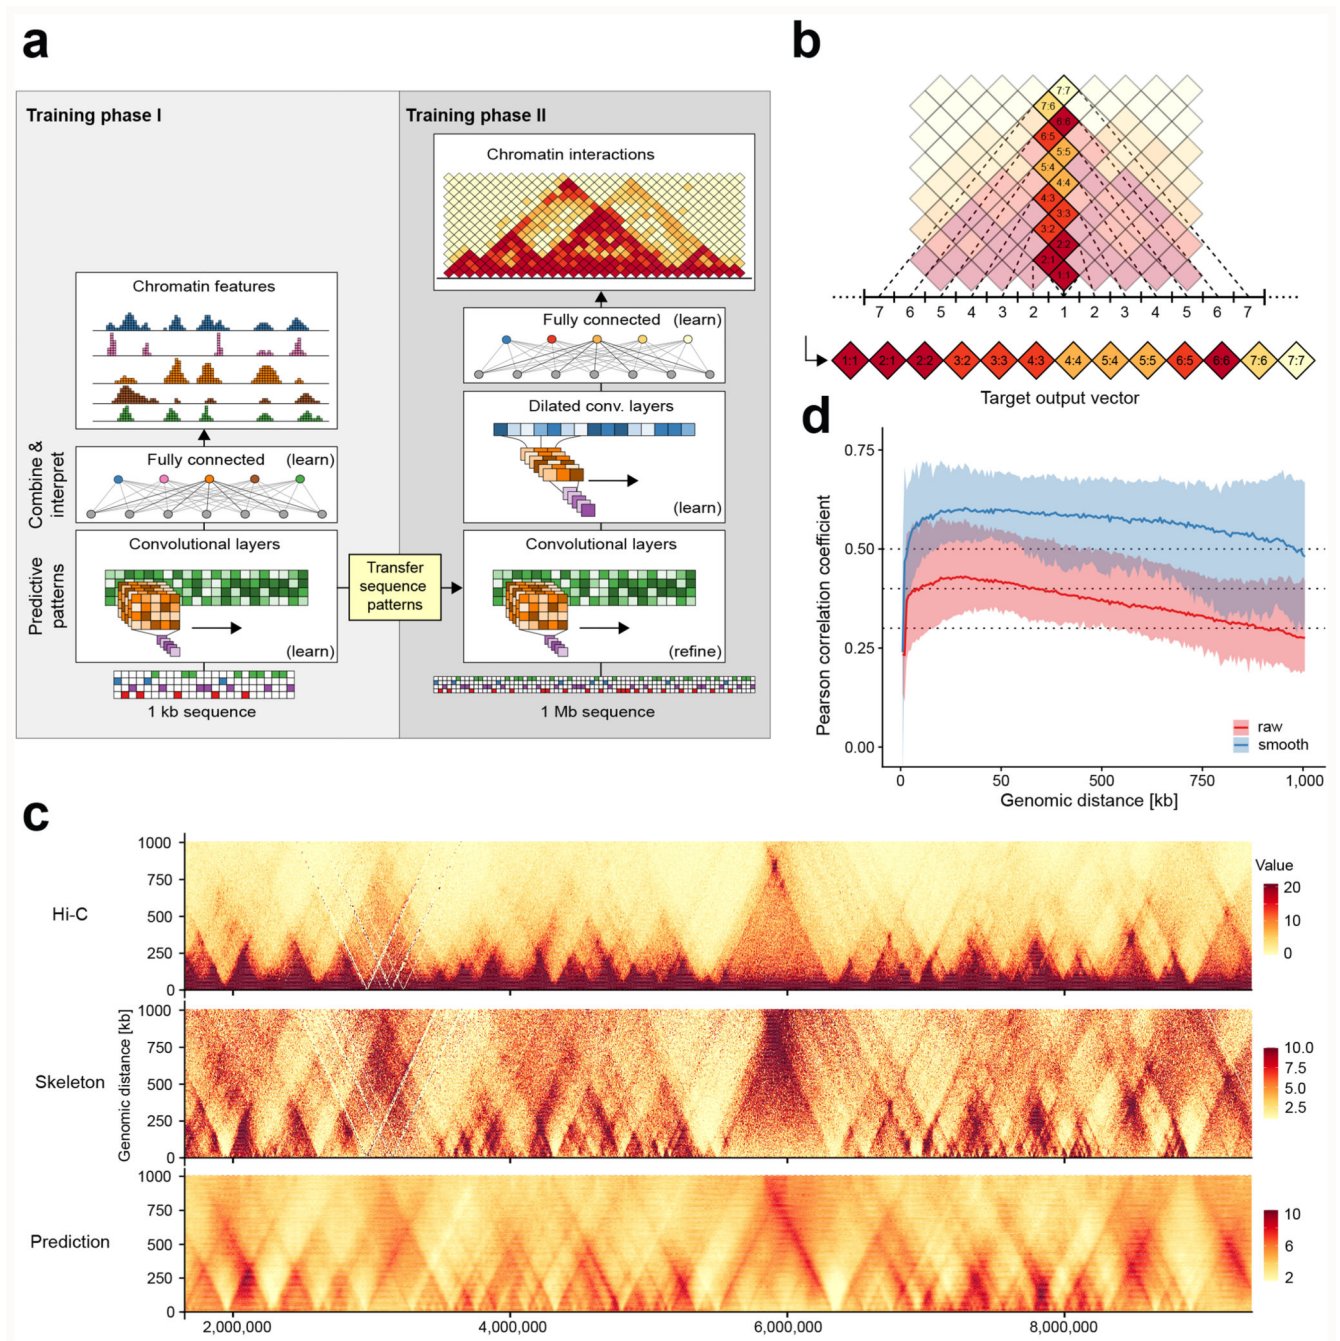 a
Training phase I
Training phase II
Chromatin interactions
Chromatin features
Fully connected (learn)
Fully connected (learn)
Dilated conv. layers
(learn)
Combine & interpret
Predictive patterns
Convolutional layers
(learn)
Transfer
sequence
patterns
Convolutional layers
(refine)
1 kb sequence
1 Mb sequence
b
7:7
7:6
6:6
6:5
5:5
5:4
4:4
4:3
3:3
3:2
2:2
2:1
1:1
7 6 5 4 3 2 1 2 3 4 5 6 7
1:1 2:1 2:2 3:2 3:3 4:3 4:4 5:4 5:5 6:5 6:6 7:6 7:7
Target output vector
d
Pearson correlation coefficient
0.75
0.50
0.25
0.00
raw
smooth
0 50 500 750 1,000
Genomic distance [kb]
c
Hi-C
1000
750
500
250
0
Value
20
10
0
Genomic distance [kb]
Skeleton
1000
750
500
250
0
10.0
7.5
5.0
2.5
Prediction
1000
750
500
250
0
10
6
2
2,000,000 4,000,000 6,000,000 8,000,000